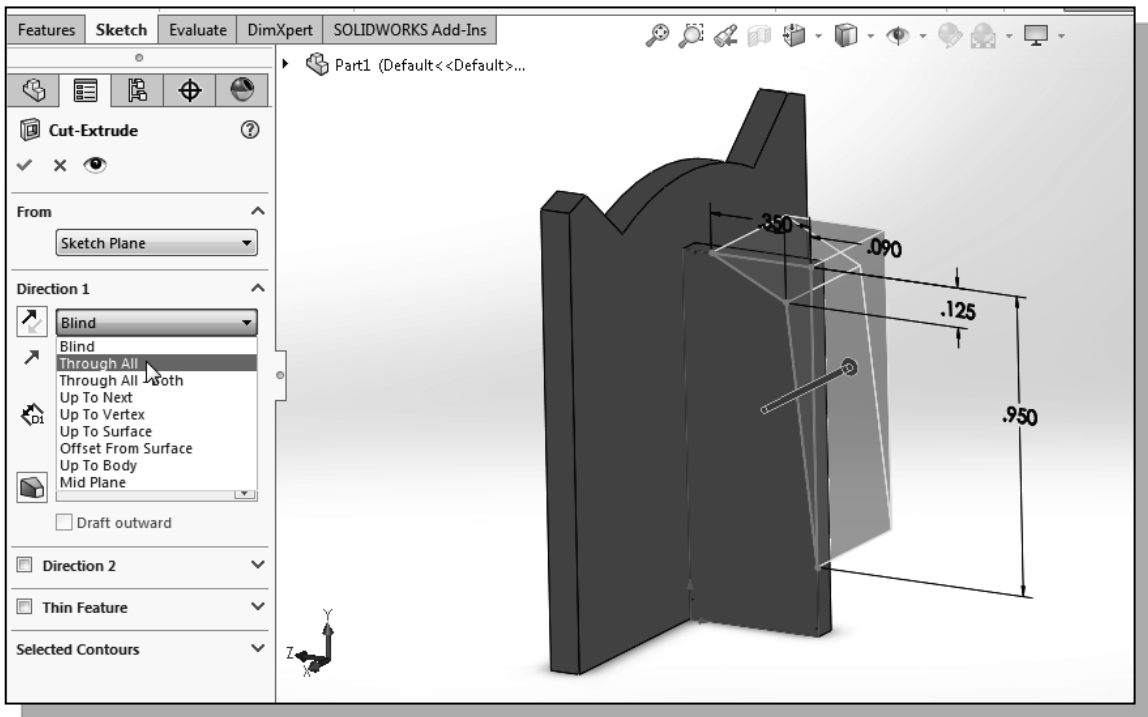 Features Sketch Evaluate DimXpert SOLIDWORKS Add-Ins
Part1 (Default<<Default>...
Cut-Extrude
From
Sketch Plane
Direction 1
Blind
Blind
Through All
Through All Both
Up To Next
Up To Vertex
Up To Surface
Offset From Surface
Up To Body
Mid Plane
D1
Draft outward
Direction 2
Thin Feature
Selected Contours
.350
.090
.125
.950
Y
Z
X